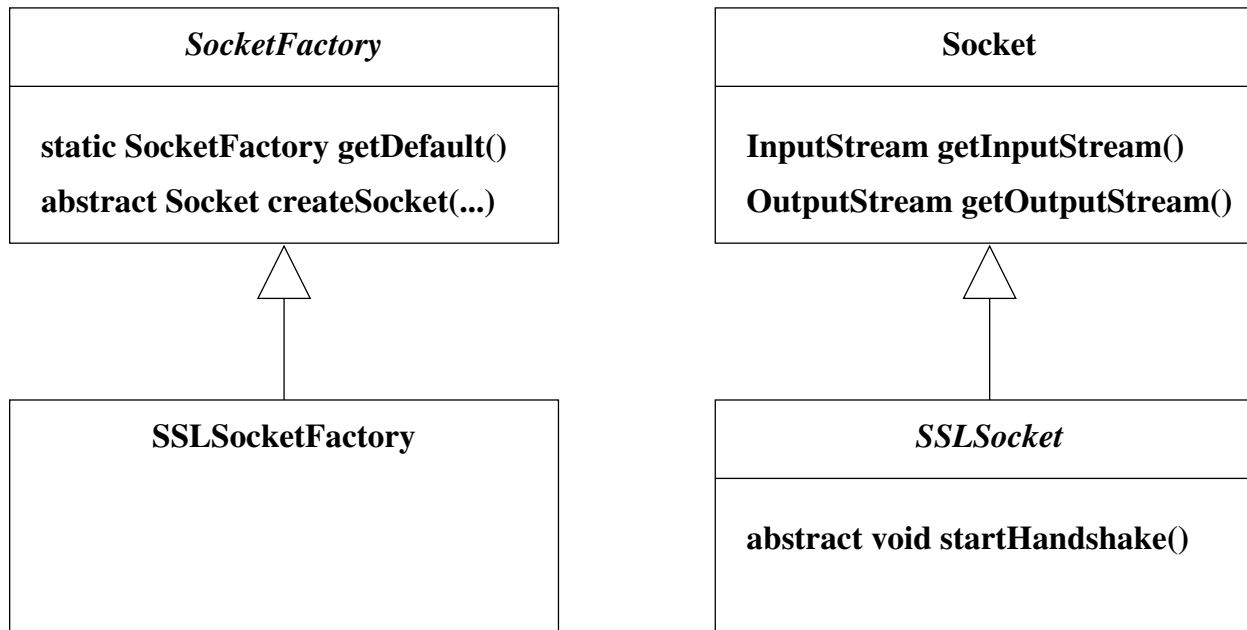 SocketFactory
static SocketFactory getDefault()
abstract Socket createSocket(...)
Socket
InputStream getInputStream()
OutputStream getOutputStream()
SSLSocketFactory
SSLSocket
abstract void startHandshake()